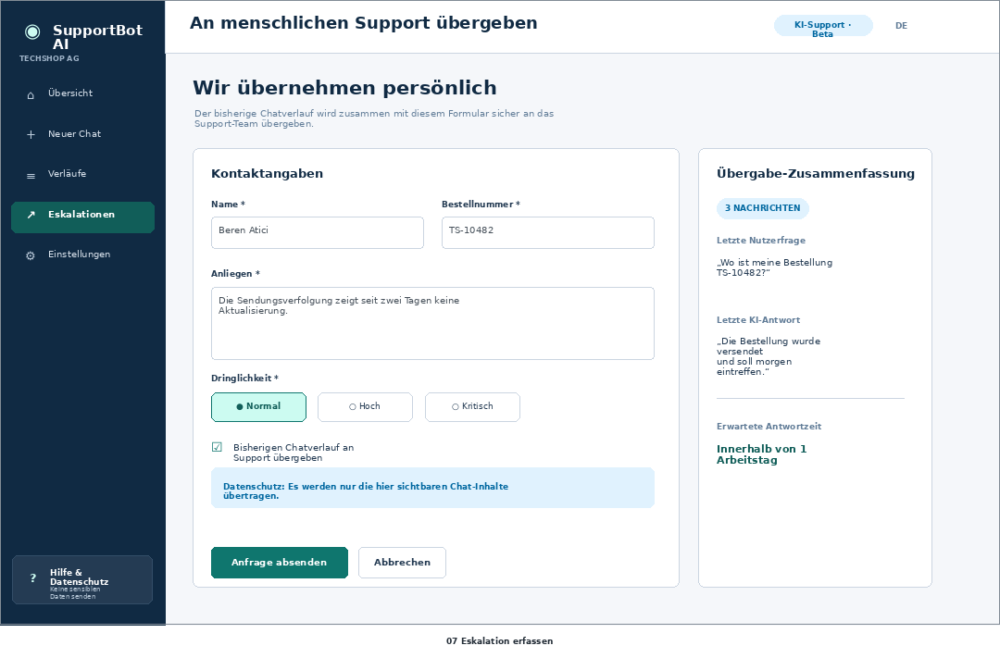 ◉ SupportBot
AI
TECHSHOP AG
⌂ Übersicht
+ Neuer Chat
≡ Verläufe
↗ Eskalationen
⚙ Einstellungen
? Hilfe &
Datenschutz
Keine sensiblen
Daten senden
An menschlichen Support übergeben
KI-Support ·
Beta
DE
Wir übernehmen persönlich
Der bisherige Chatverlauf wird zusammen mit diesem Formular sicher an das
Support-Team übergeben.
Kontaktangaben
Name *
Beren Atici
Bestellnummer *
TS-10482
Anliegen *
Die Sendungsverfolgung zeigt seit zwei Tagen keine
Aktualisierung.
Dringlichkeit *
● Normal
○ Hoch
○ Kritisch
☑ Bisherigen Chatverlauf an
Support übergeben
Datenschutz: Es werden nur die hier sichtbaren Chat-Inhalte
übertragen.
Anfrage absenden
Abbrechen
Übergabe-Zusammenfassung
3 NACHRICHTEN
Letzte Nutzerfrage
„Wo ist meine Bestellung
TS-10482?“
Letzte KI-Antwort
„Die Bestellung wurde
versendet
und soll morgen
eintreffen.“
Erwartete Antwortzeit
Innerhalb von 1
Arbeitstag
07 Eskalation erfassen